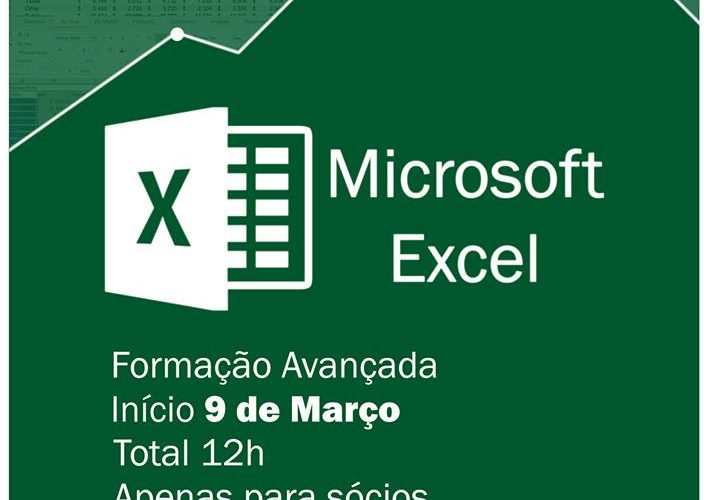 X
Microsoft
Excel
Formação Avançada
Início 9 de Março
Total 12h
Apenas para sócios